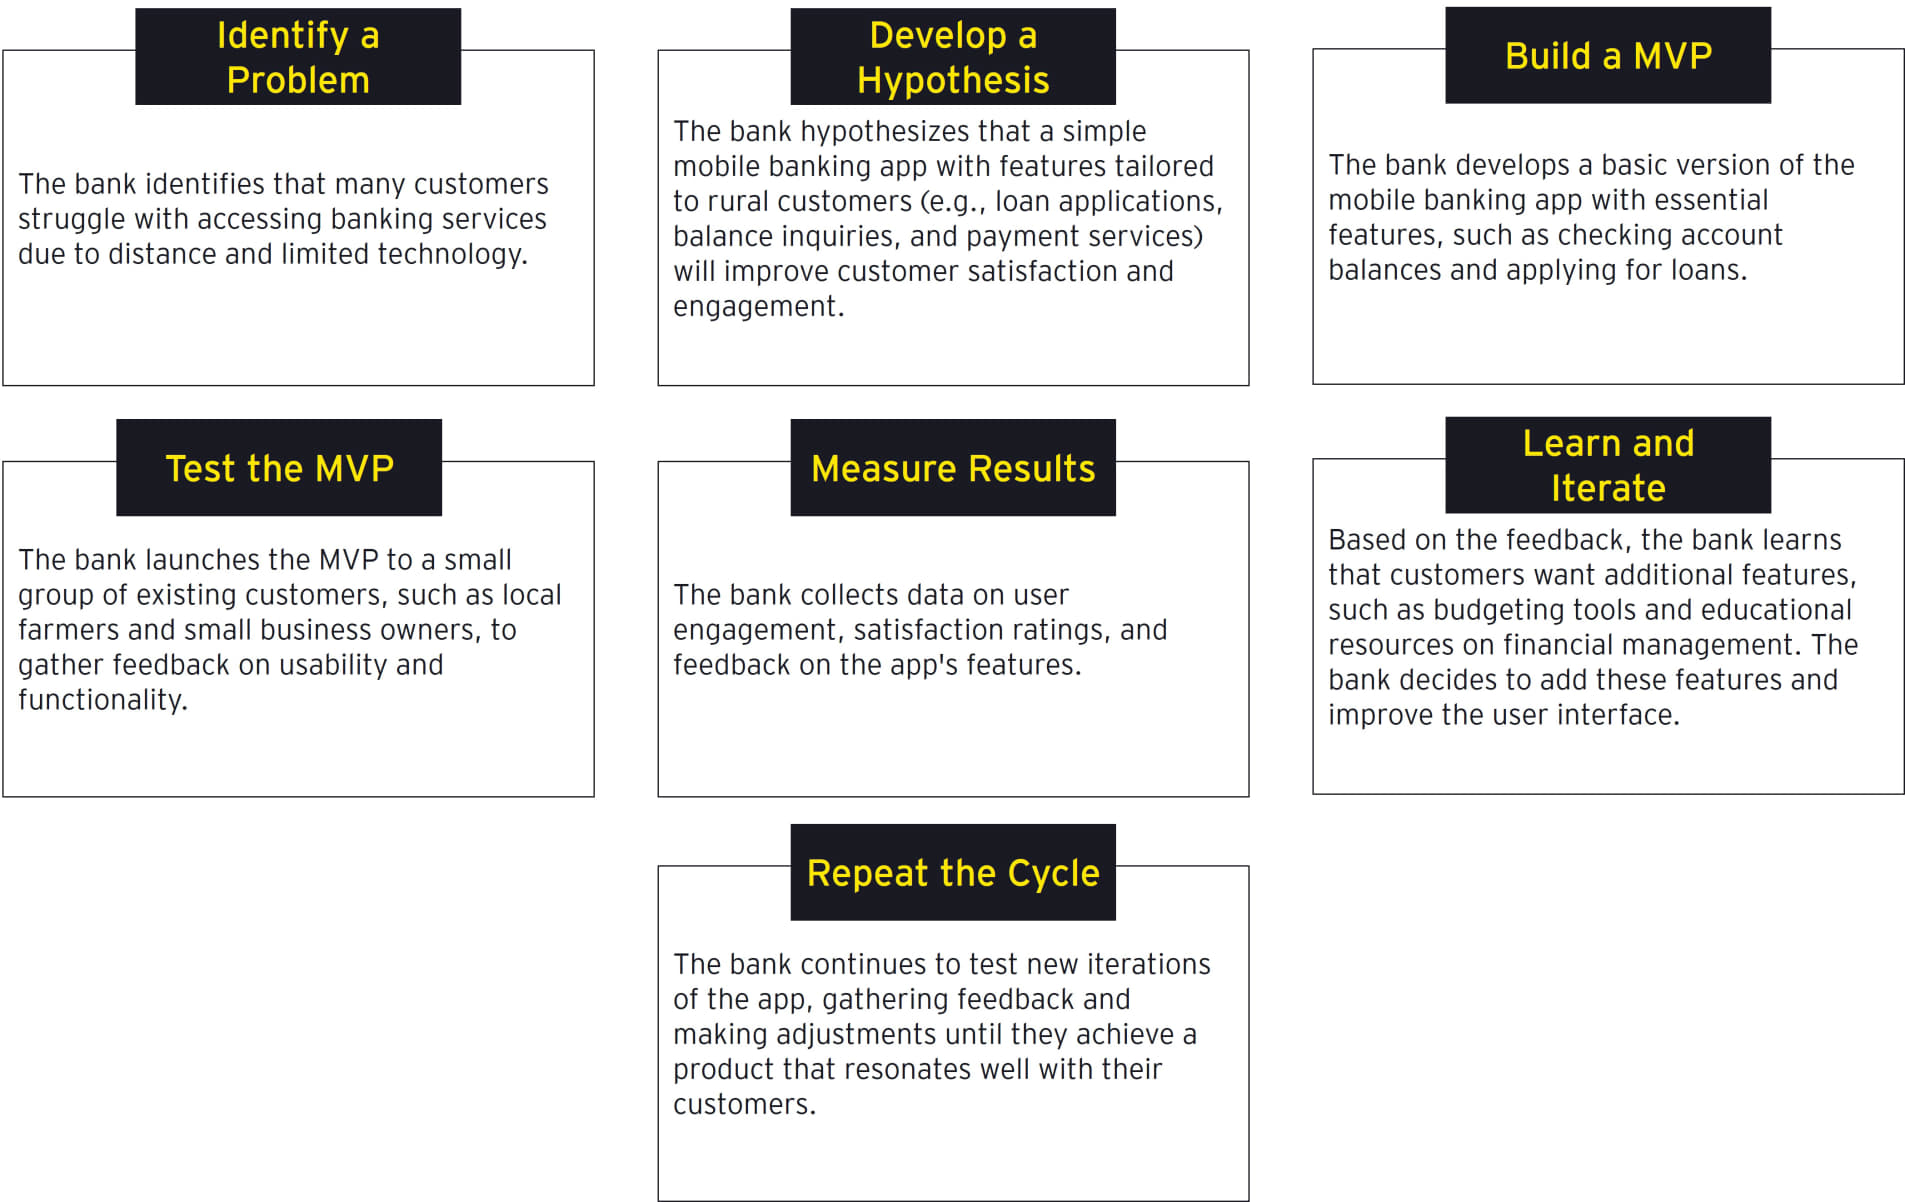 Identify a
Problem
The bank identifies that many customers
struggle with accessing banking services
due to distance and limited technology.
Develop a
Hypothesis
The bank hypothesizes that a simple
mobile banking app with features tailored
to rural customers (e.g., loan applications,
balance inquiries, and payment services)
will improve customer satisfaction and
engagement.
Build a MVP
The bank develops a basic version of the
mobile banking app with essential
features, such as checking account
balances and applying for loans.
Test the MVP
The bank launches the MVP to a small
group of existing customers, such as local
farmers and small business owners, to
gather feedback on usability and
functionality.
Measure Results
The bank collects data on user
engagement, satisfaction ratings, and
feedback on the app's features.
Learn and
Iterate
Based on the feedback, the bank learns
that customers want additional features,
such as budgeting tools and educational
resources on financial management. The
bank decides to add these features and
improve the user interface.
Repeat the Cycle
The bank continues to test new iterations
of the app, gathering feedback and
making adjustments until they achieve a
product that resonates well with their
customers.